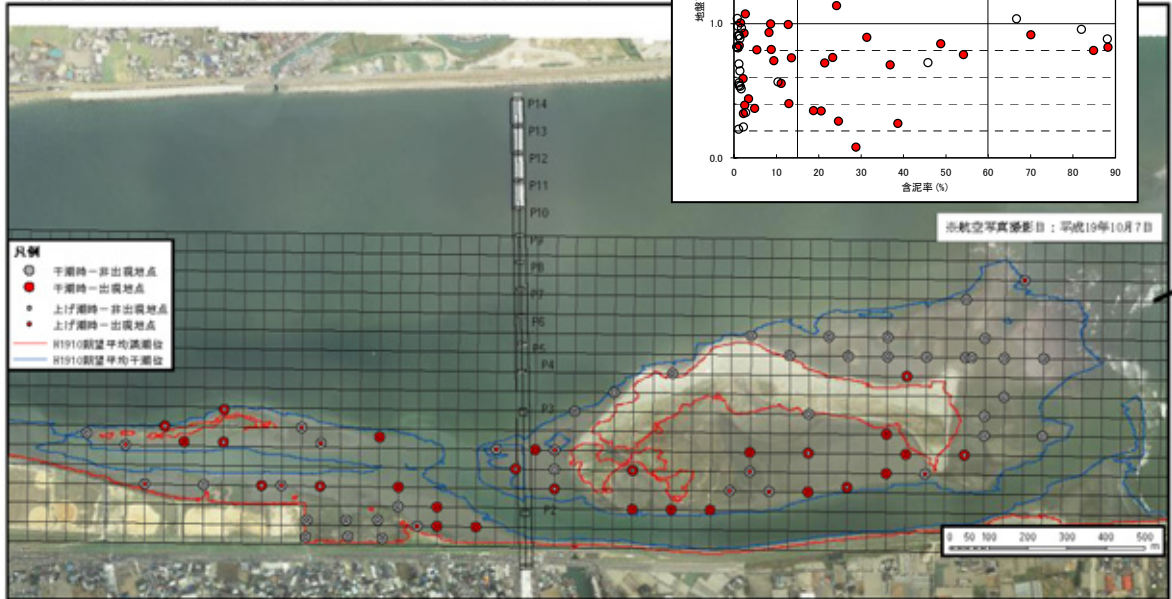 地盤
1.0
0.0
0 10 20 30 40 50 60 70 80 90
含泥率(%)
※航空写真撮影日：平成19年10月7日
P14
P13
P12
P11
P10
P9
P8
P7
P6
P5
P4
P3
P2
凡例
干潮時－非出現地点
干潮時－出現地点
上げ潮時－非出現地点
上げ潮時－出現地点
H1910朔望平均満潮位
H1910朔望平均干潮位
0 50 100 200 300 400 500
m